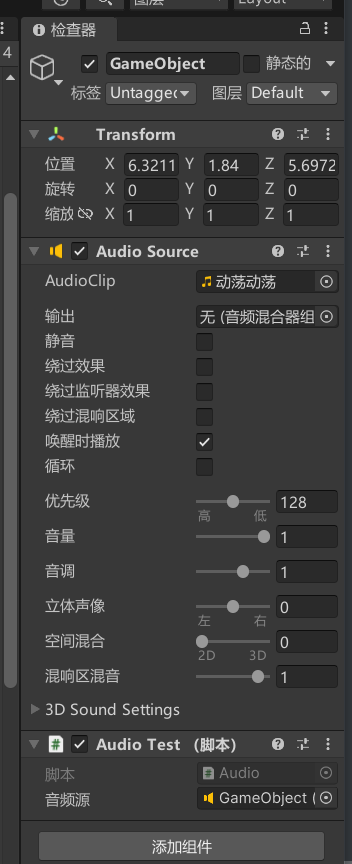 图层
Layout
4
检查器
GameObject
静态的
标签 Untagged 图层 Default
Transform
位置 X 6.3211 Y 1.84 Z 5.6972
旋转 X 0 Y 0 Z 0
缩放 X 1 Y 1 Z 1
Audio Source
AudioClip 动荡动荡
输出 无 (音频混合器组
静音
绕过效果
绕过监听器效果
绕过混响区域
唤醒时播放
循环
优先级 128
高 低
音量 1
音调 1
立体声像 0
左 右
空间混合 0
2D 3D
混响区混音 1
3D Sound Settings
# Audio Test （脚本）
脚本 # Audio
音频源 GameObject (
添加组件